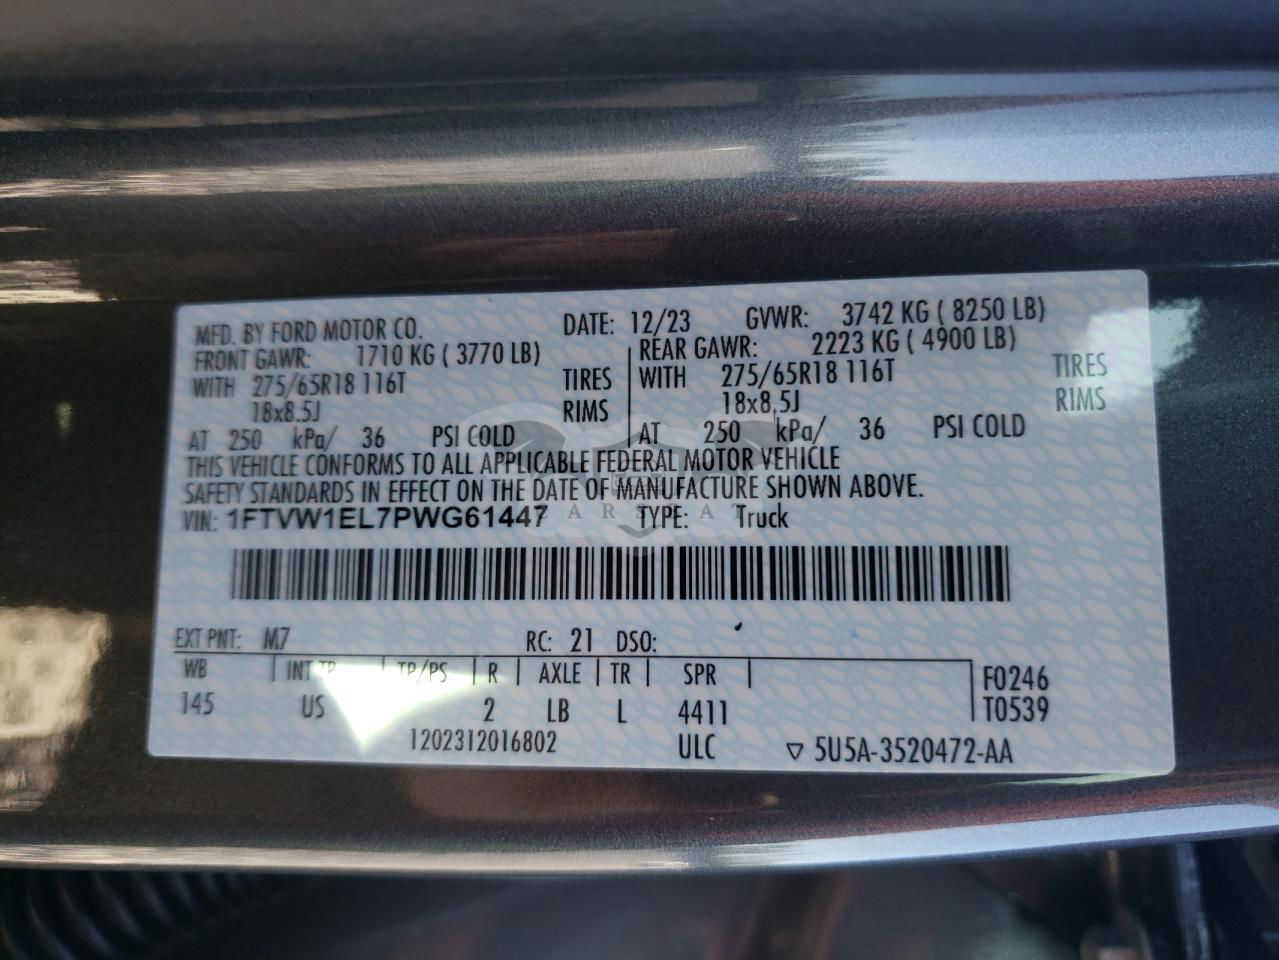 MFD. BY FORD MOTOR CO. DATE: 12/23 GVWR: 3742 KG ( 8250 LB)
FRONT GAWR: 1710 KG ( 3770 LB) REAR GAWR: 2223 KG ( 4900 LB)
WITH 275/65R18 116T TIRES WITH 275/65R18 116T TIRES
18x8.5J RIMS 18x8.5J RIMS
AT 250 kPa/ 36 PSI COLD AT 250 kPa/ 36 PSI COLD
THIS VEHICLE CONFORMS TO ALL APPLICABLE FEDERAL MOTOR VEHICLE
SAFETY STANDARDS IN EFFECT ON THE DATE OF MANUFACTURE SHOWN ABOVE.
VIN: 1FTVW1EL7PWG61447 TYPE: Truck
EXT PNT: M7 RC: 21 DSO:
WB INT TR TP/PS R AXLE TR SPR F0246
145 US 2 LB L 4411 T0539
1202312016802 ULC ▽ 5U5A-3520472-AA